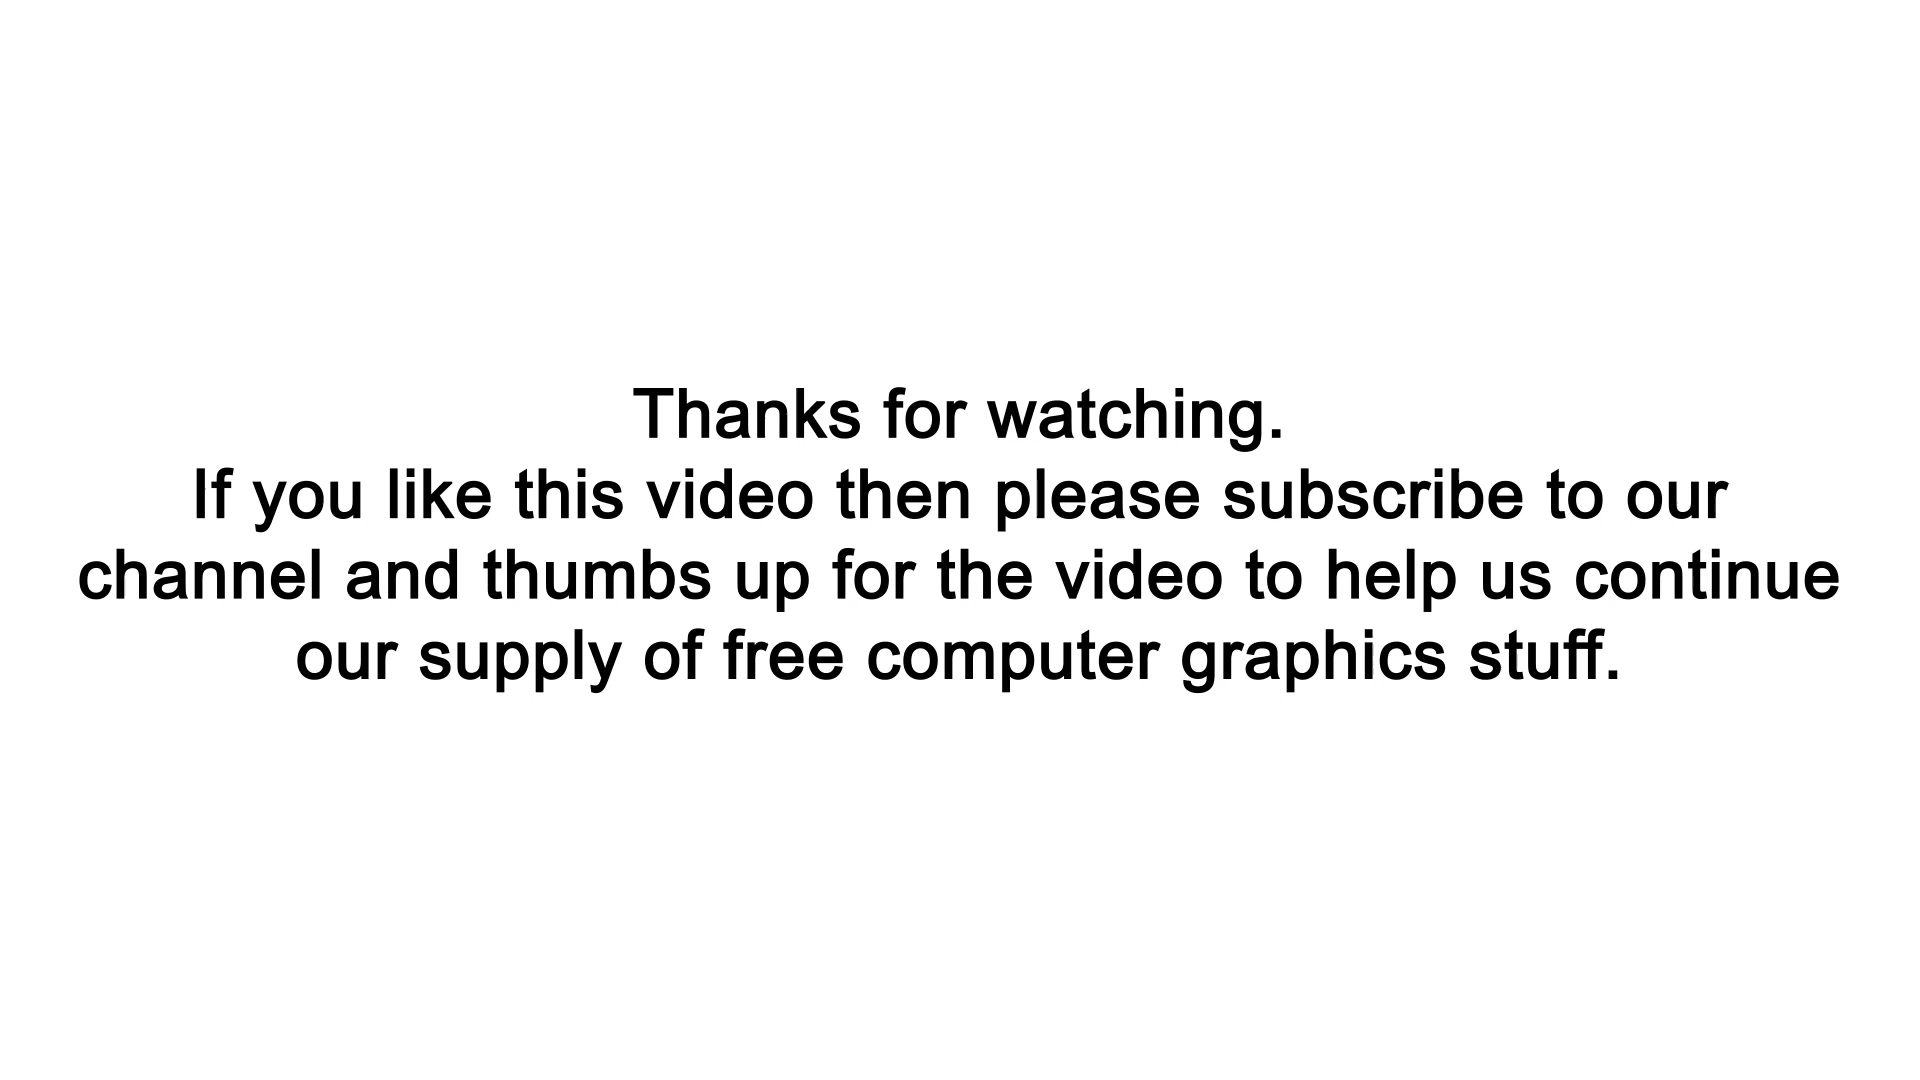 Thanks for watching.
If you like this video then please subscribe to our
channel and thumbs up for the video to help us continue
our supply of free computer graphics stuff.